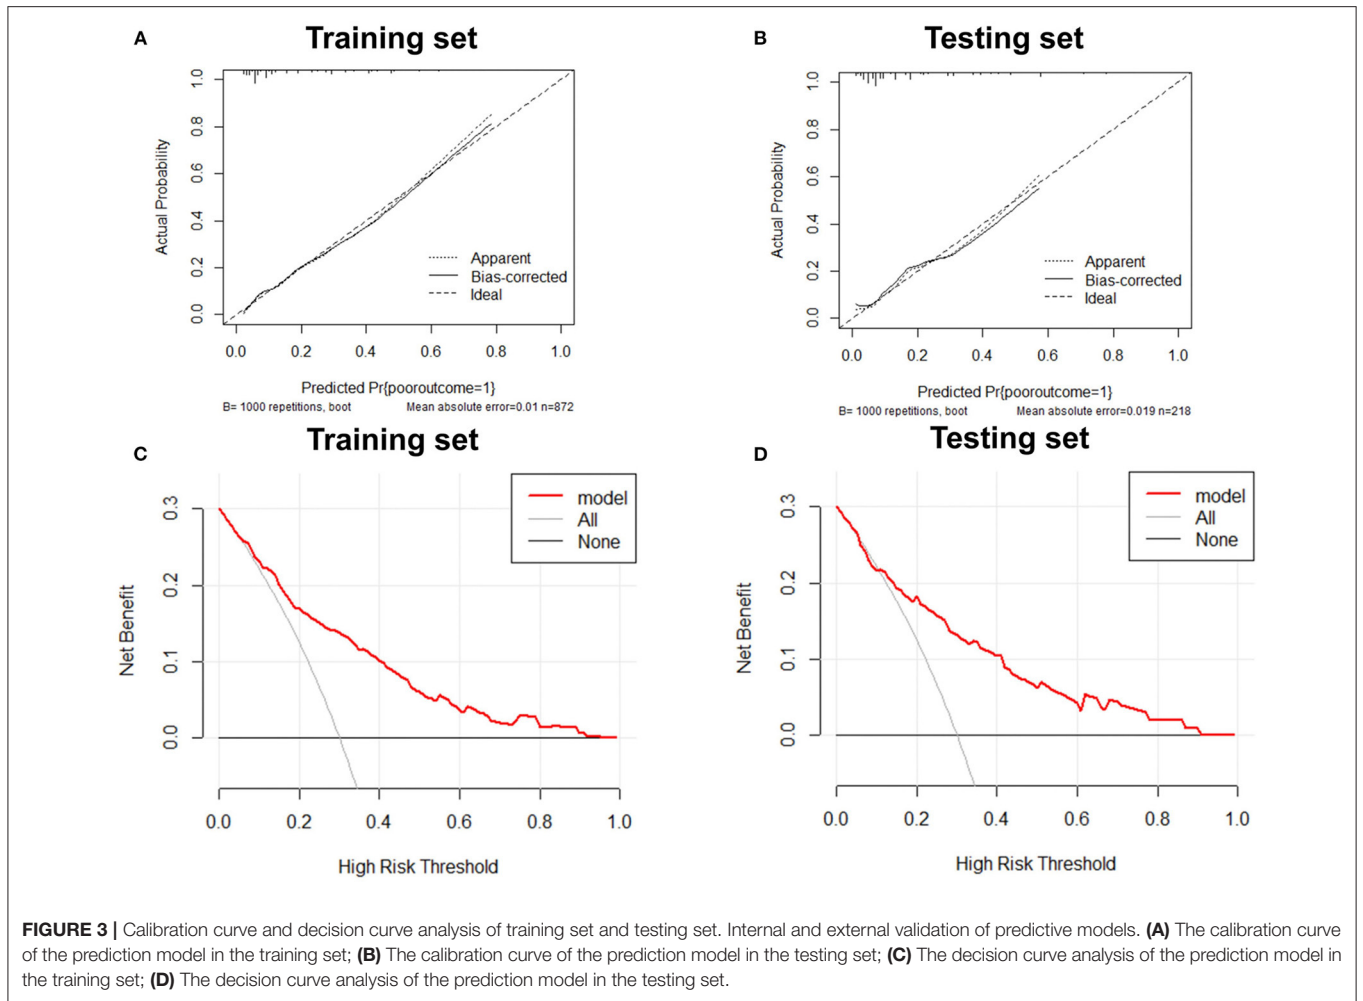 A Training set
1.0
0.8
0.6
0.4
0.2
0.0
Actual Probability
Apparent
Bias-corrected
Ideal
0.0 0.2 0.4 0.6 0.8 1.0
Predicted Pr{pooroutcome=1}
B= 1000 repetitions, boot Mean absolute error=0.01 n=872
B Testing set
1.0
0.8
0.6
0.4
0.2
0.0
Actual Probability
Apparent
Bias-corrected
Ideal
0.0 0.2 0.4 0.6 0.8 1.0
Predicted Pr{pooroutcome=1}
B= 1000 repetitions, boot Mean absolute error=0.019 n=218
C Training set
model
All
None
0.3
0.2
0.1
0.0
Net Benefit
0.0 0.2 0.4 0.6 0.8 1.0
High Risk Threshold
D Testing set
model
All
None
0.3
0.2
0.1
0.0
Net Benefit
0.0 0.2 0.4 0.6 0.8 1.0
High Risk Threshold
FIGURE 3 | Calibration curve and decision curve analysis of training set and testing set. Internal and external validation of predictive models. (A) The calibration curve
of the prediction model in the training set; (B) The calibration curve of the prediction model in the testing set; (C) The decision curve analysis of the prediction model in
the training set; (D) The decision curve analysis of the prediction model in the testing set.